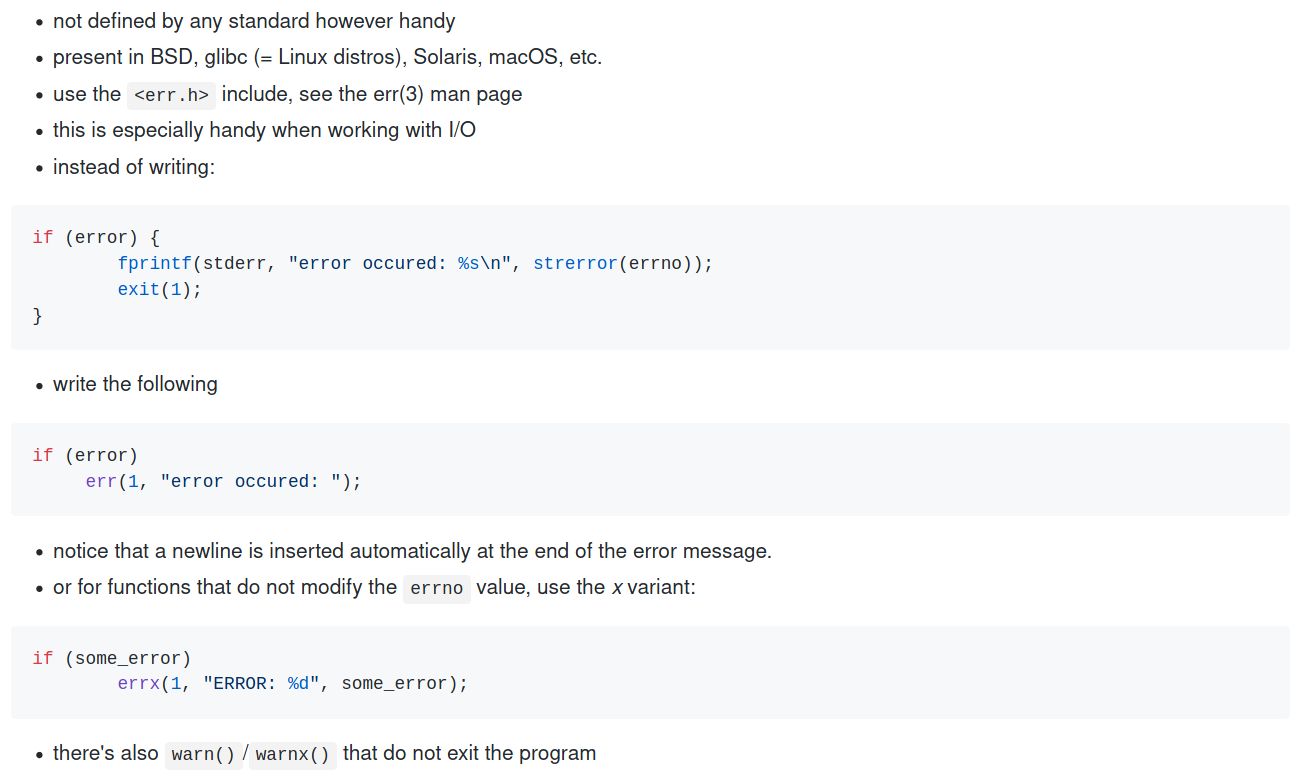 • not defined by any standard however handy
• present in BSD, glibc (= Linux distros), Solaris, macOS, etc.
• use the <err.h> include, see the err(3) man page
• this is especially handy when working with I/O
• instead of writing:
if (error) {
        fprintf(stderr, "error occured: %s\n", strerror(errno));
        exit(1);
}
• write the following
if (error)
     err(1, "error occured: ");
• notice that a newline is inserted automatically at the end of the error message.
• or for functions that do not modify the errno value, use the x variant:
if (some_error)
        errx(1, "ERROR: %d", some_error);
• there's also warn()/warnx() that do not exit the program